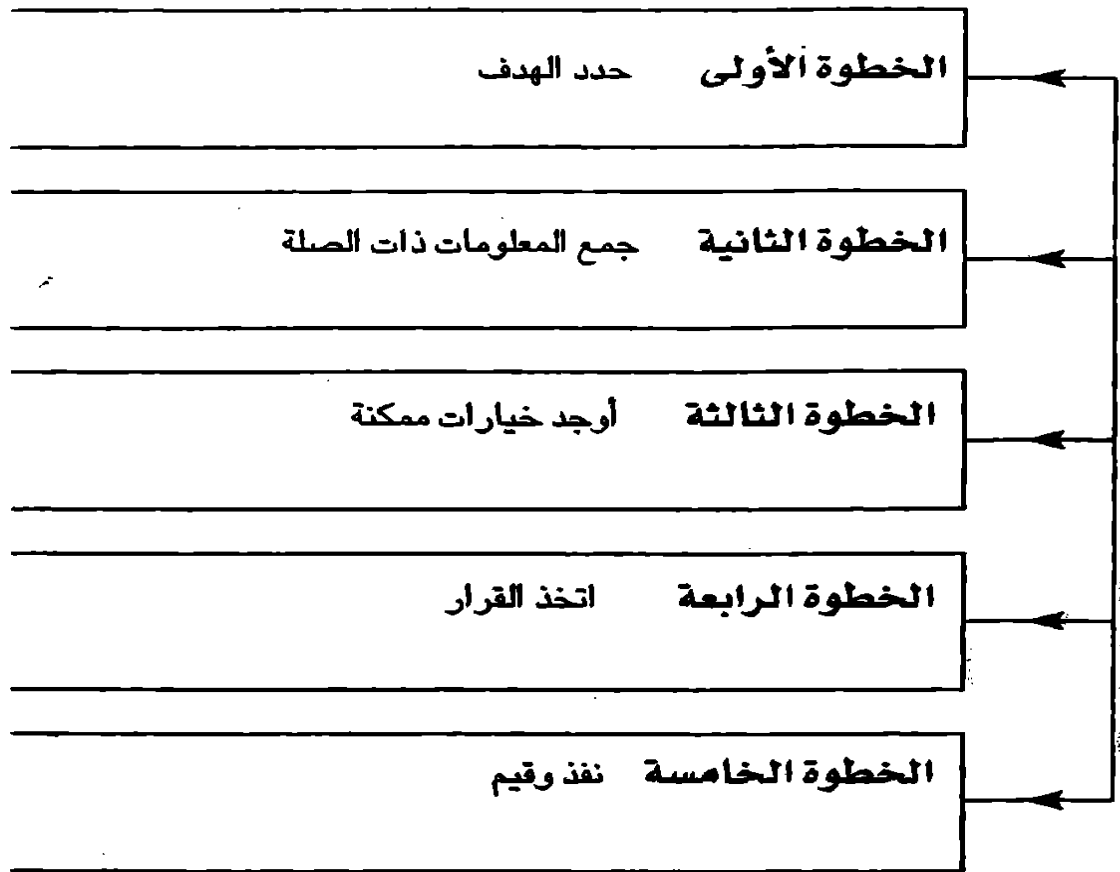 الخطوة الأولى حدد الهدف
الخطوة الثانية جمع المعلومات ذات الصلة
الخطوة الثالثة أوجد خيارات ممكنة
الخطوة الرابعة اتخذ القرار
الخطوة الخامسة نفذ وقيم